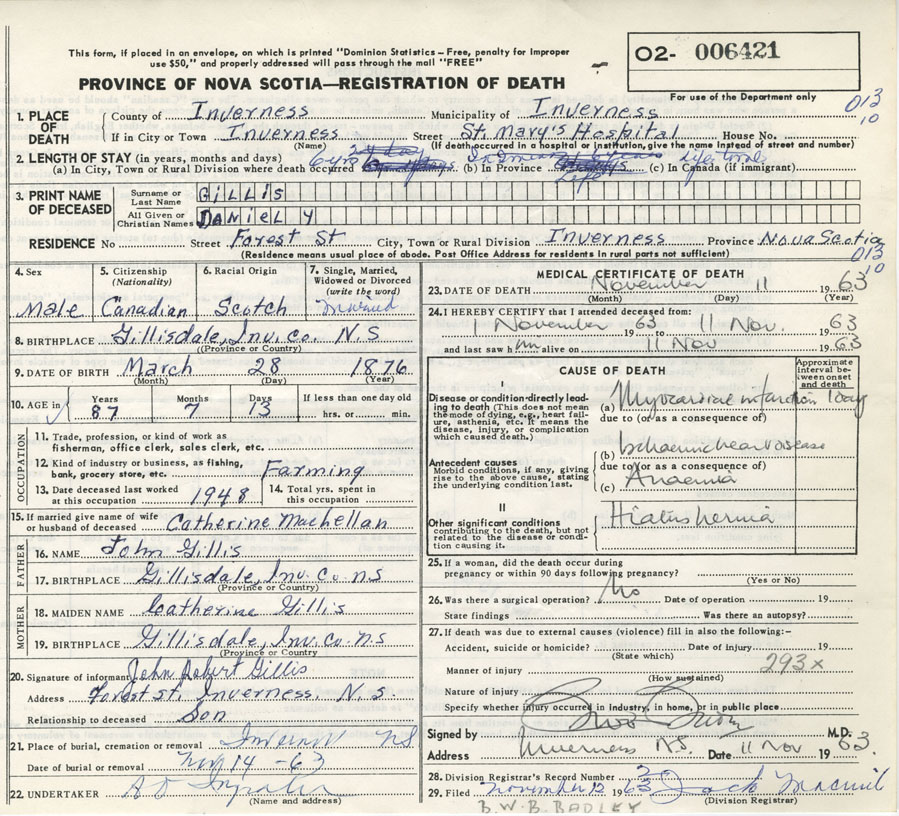 This form, if placed in an envelope, on which is printed "Dominion Statistics – Free, penalty for Improper
use $50," and properly addressed will pass through the mail "FREE"
O2- 006421
PROVINCE OF NOVA SCOTIA—REGISTRATION OF DEATH
For use of the Department only
013
10
1. PLACE OF DEATH
County of Inverness Municipality of Inverness
If in City or Town Inverness Street St. Mary's Hospital House No.
(Name) (If death occurred in a hospital or institution, give the name instead of street and number)
2. LENGTH OF STAY (in years, months and days)
(a) In City, Town or Rural Division where death occurred 6 yrs (b) In Province Life (c) In Canada (if immigrant) Life time
3. PRINT NAME OF DECEASED
Surname or Last Name GILLIS
All Given or Christian Names DANIEL Y
RESIDENCE No. Street Forest St City, Town or Rural Division Inverness Province Nova Scotia
(Residence means usual place of abode. Post Office Address for residents in rural parts not sufficient)
013
10
4. Sex
Male
5. Citizenship (Nationality)
Canadian
6. Racial Origin
Scotch
7. Single, Married, Widowed or Divorced (write the word)
8. BIRTHPLACE Gillisdale, Inv. Co. N.S
(Province or Country)
9. DATE OF BIRTH March 28 1876
(Month) (Day) (Year)
10. AGE in Years 87 Months 7 Days 13 If less than one day old hrs. or min.
OCCUPATION
11. Trade, profession, or kind of work as fisherman, office clerk, sales clerk, etc.
12. Kind of industry or business, as fishing, bank, grocery store, etc. Farming
13. Date deceased last worked at this occupation 1948
14. Total yrs. spent in this occupation
15. If married give name of wife or husband of deceased Catherine MacLellan
FATHER
16. NAME John Gillis
17. BIRTHPLACE Gillisdale, Inv. Co. N.S
(Province or Country)
MOTHER
18. MAIDEN NAME Catherine Gillis
19. BIRTHPLACE Gillisdale, Inv. Co. N.S
(Province or Country)
20. Signature of informant John Robert Gillis
Address Forest St. Inverness, N.S.
Relationship to deceased Son
21. Place of burial, cremation or removal Inverness N.S.
Date of burial or removal Nov 14 - 63
22. UNDERTAKER
(Name and address)
MEDICAL CERTIFICATE OF DEATH
23. DATE OF DEATH November 11 1963
(Month) (Day) (Year)
24. I HEREBY CERTIFY that I attended deceased from:
1 November 1963 to 11 Nov. 1963
and last saw him alive on 11 Nov 1963
CAUSE OF DEATH
Approximate interval between onset and death
I
Disease or condition directly leading to death (This does not mean the mode of dying, e.g., heart failure, asthenia, etc. It means the disease, injury, or complication which caused death.)
(a) Myocardial infarction 1 day
due to (or as a consequence of)
Antecedent causes
Morbid conditions, if any, giving rise to the above cause, stating the underlying condition last.
(b) Ischaemic heart disease
due to (or as a consequence of)
(c) Anaemia
II
Other significant conditions contributing to the death, but not related to the disease or condition causing it.
Hiatus hernia
25. If a woman, did the death occur during pregnancy or within 90 days following pregnancy?
(Yes or No)
26. Was there a surgical operation? No Date of operation 19
State findings Was there an autopsy?
27. If death was due to external causes (violence) fill in also the following:–
Accident, suicide or homicide? Date of injury 19
(State which)
293x
Manner of injury
(How sustained)
Nature of injury
Specify whether injury occurred in industry, in home, or in public place
Signed by M.D.
Address Inverness N.S. Date 11 Nov 1963.
28. Division Registrar's Record Number
29. Filed November 12 1963
(Division Registrar)
B. W. B. BADLEY